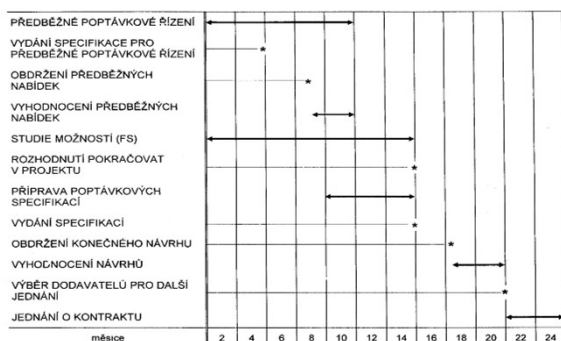 PŘEDBĚŽNÉ POPTÁVKOVÉ ŘÍZENÍ
VYDÁNÍ SPECIFIKACE PRO
PŘEDBĚŽNÉ POPTÁVKOVÉ ŘÍZENÍ
OBDRŽENÍ PŘEDBĚŽNÝCH
NABÍDEK
VYHODNOCENÍ PŘEDBĚŽNÝCH
NABÍDEK
STUDIE MOŽNOSTÍ (FS)
ROZHODNUTÍ POKRAČOVAT
V PROJEKTU
PŘÍPRAVA POPTÁVKOVÝCH
SPECIFIKACÍ
VYDÁNÍ SPECIFIKACÍ
OBDRŽENÍ KONEČNÉHO NÁVRHU
VYHODNOCENÍ NÁVRHŮ
VÝBĚR DODAVATELŮ PRO DALŠÍ
JEDNÁNÍ
JEDNÁNÍ O KONTRAKTU
měsíce 2 4 6 8 10 12 14 16 18 20 22 24